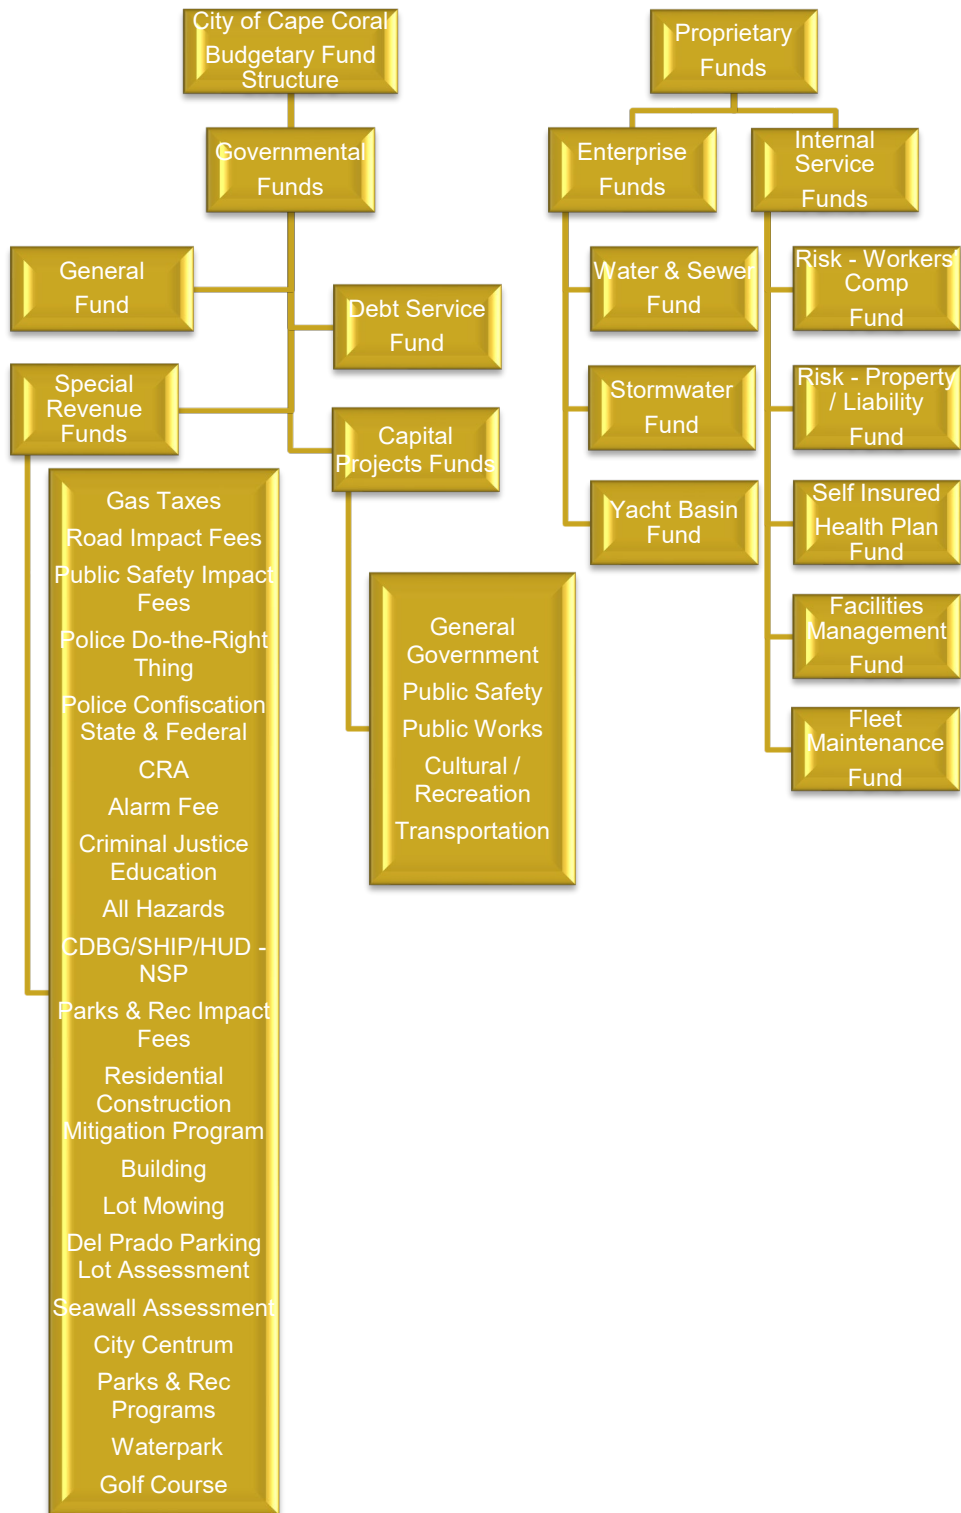 City of Cape Coral
Budgetary Fund
Structure
Governmental
Funds
General
Fund
Debt Service
Fund
Special
Revenue
Funds
Capital
Projects Funds
Gas Taxes
Road Impact Fees
Public Safety Impact
Fees
Police Do-the-Right
Thing
Police Confiscation
State & Federal
CRA
Alarm Fee
Criminal Justice
Education
All Hazards
CDBG/SHIP/HUD -
NSP
Parks & Rec Impact
Fees
Residential
Construction
Mitigation Program
Building
Lot Mowing
Del Prado Parking
Lot Assessment
Seawall Assessment
City Centrum
Parks & Rec
Programs
Waterpark
Golf Course
General
Government
Public Safety
Public Works
Cultural /
Recreation
Transportation
Proprietary
Funds
Enterprise
Funds
Water & Sewer
Fund
Stormwater
Fund
Yacht Basin
Fund
Internal
Service
Funds
Risk - Workers'
Comp
Fund
Risk - Property
/ Liability
Fund
Self Insured
Health Plan
Fund
Facilities
Management
Fund
Fleet
Maintenance
Fund